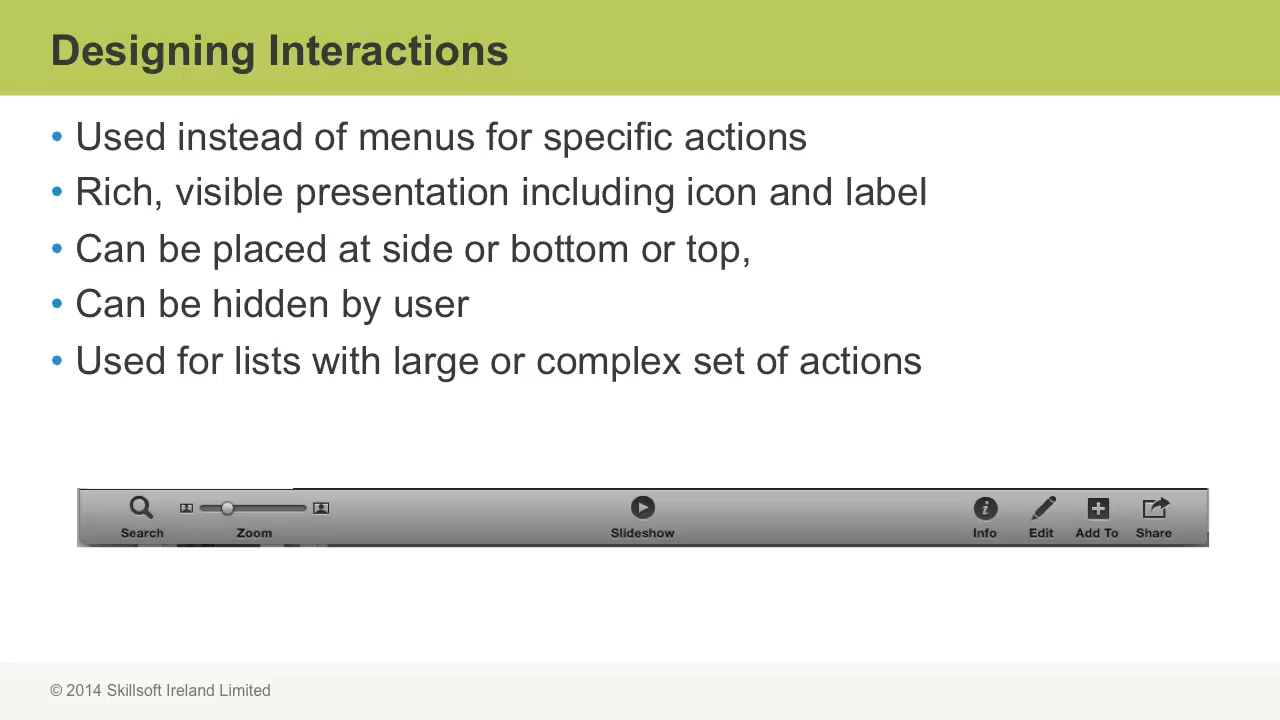 Designing Interactions
• Used instead of menus for specific actions
• Rich, visible presentation including icon and label
• Can be placed at side or bottom or top,
• Can be hidden by user
• Used for lists with large or complex set of actions
Search Zoom Slideshow Info Edit Add To Share
© 2014 Skillsoft Ireland Limited